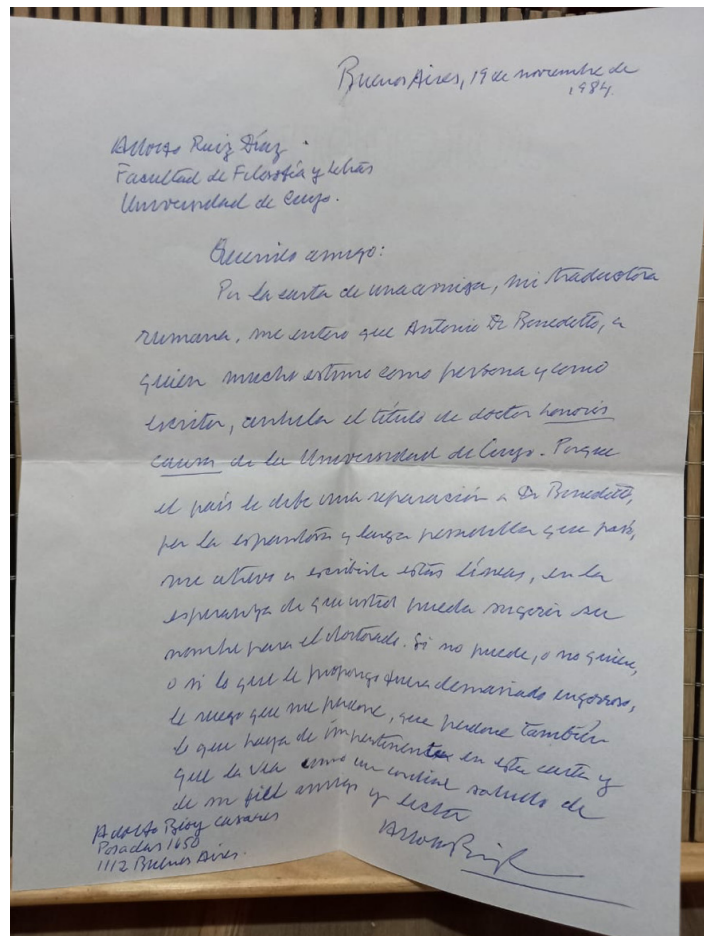 Buenos Aires, 19 de noviembre de
1984.
Adolfo Ruiz Díaz
Facultad de Filosofía y Letras
Universidad de Cuyo.
Querido amigo:
Por la carta de una amiga, mi traductora
rumana, me entero que Antonio Di Benedetto, a
quien mucho estimo como persona y como
escritor, anhela el título de doctor honoris
causa de la Universidad de Cuyo. Porque
el país le debe una reparación a Di Benedetto,
por la espantosa y larga pesadilla que pasó,
me atrevo a escribirle estas líneas, en la
esperanza de que usted pueda sugerir su
nombre para el doctorado. Si no puede, o no quiere,
o si lo que le propongo fuera demasiado engorroso,
le ruego que me perdone, que perdone también
lo que haya de impertinente en esta carta y
que la vea como un cordial saludo de
de su fiel amigo y lector
Adolfo Bioy Casares
Posadas 1650
1112 Buenos Aires.